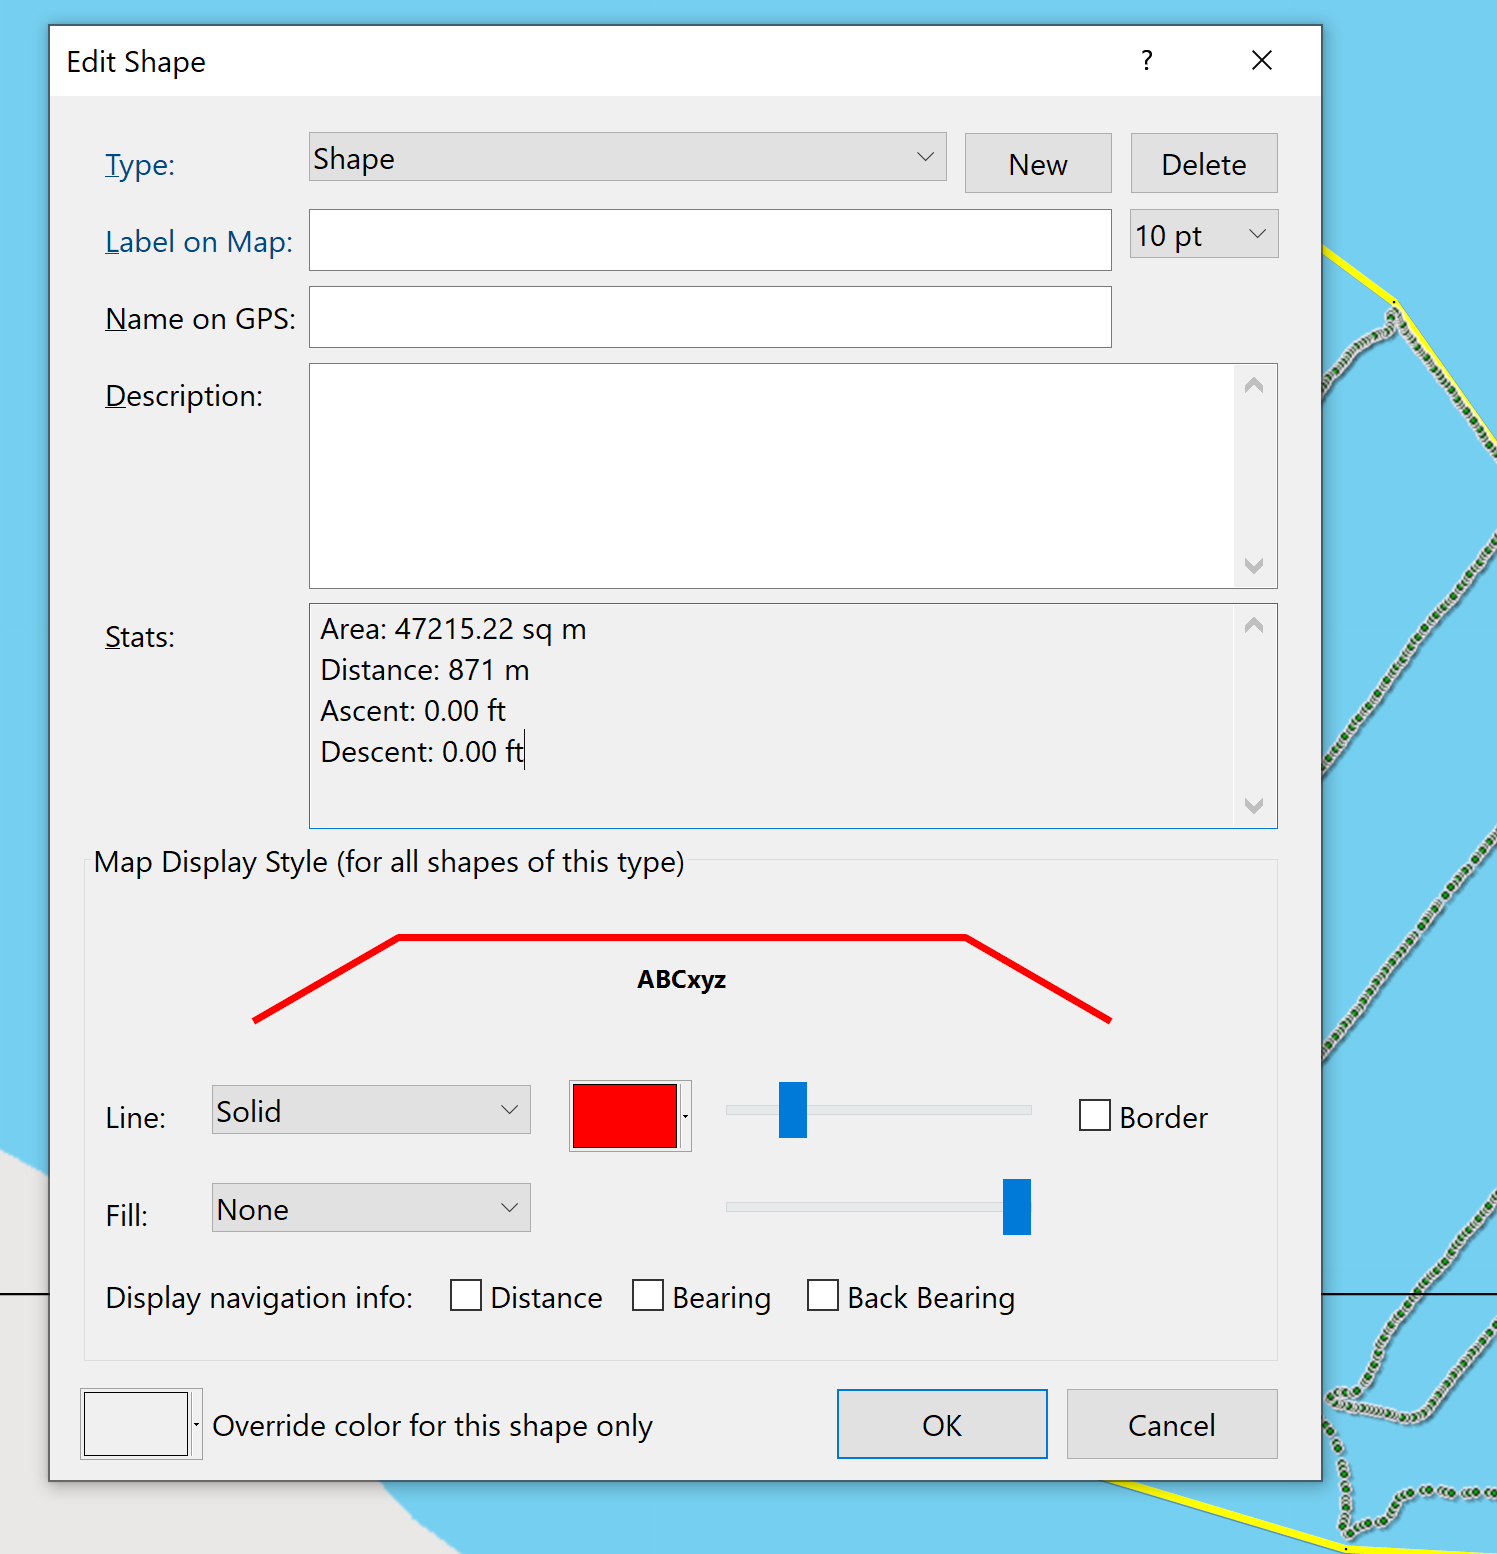 Edit Shape ?
Type: Shape New Delete
Label on Map: 10 pt
Name on GPS:
Description:
Stats: Area: 47215.22 sq m
Distance: 871 m
Ascent: 0.00 ft
Descent: 0.00 ft
Map Display Style (for all shapes of this type)
ABCxyz
Line: Solid Border
Fill: None
Display navigation info: Distance Bearing Back Bearing
Override color for this shape only OK Cancel